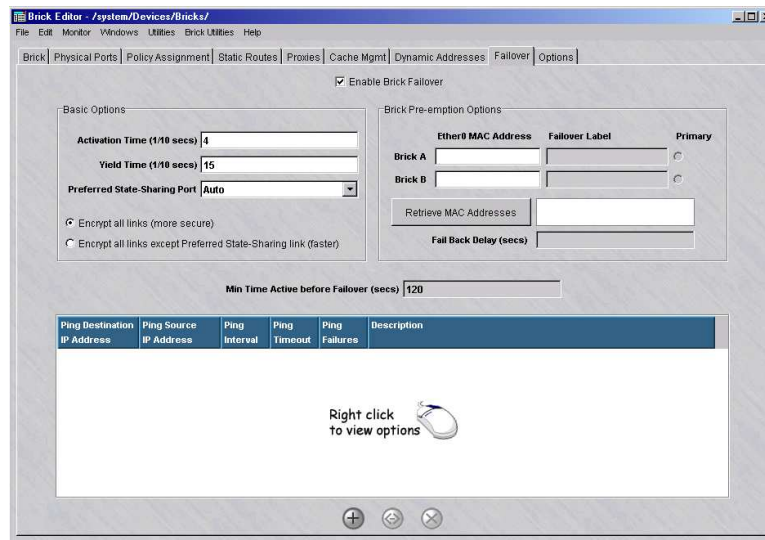 Brick Editor - /system/Devices/Bricks/
File Edit Monitor Windows Utilities Brick Utilities Help
Brick Physical Ports Policy Assignment Static Routes Proxies Cache Mgmt Dynamic Addresses Failover Options
Enable Brick Failover
Basic Options
Activation Time (1/10 secs) 4
Yield Time (1/10 secs) 15
Preferred State-Sharing Port Auto
Encrypt all links (more secure)
Encrypt all links except Preferred State-Sharing link (faster)
Brick Pre-emption Options
Ether0 MAC Address Failover Label Primary
Brick A
Brick B
Retrieve MAC Addresses
Fail Back Delay (secs)
Min Time Active before Failover (secs) 120
Ping Destination Ping Source Ping Ping Ping Description
IP Address IP Address Interval Timeout Failures
Right click
to view options